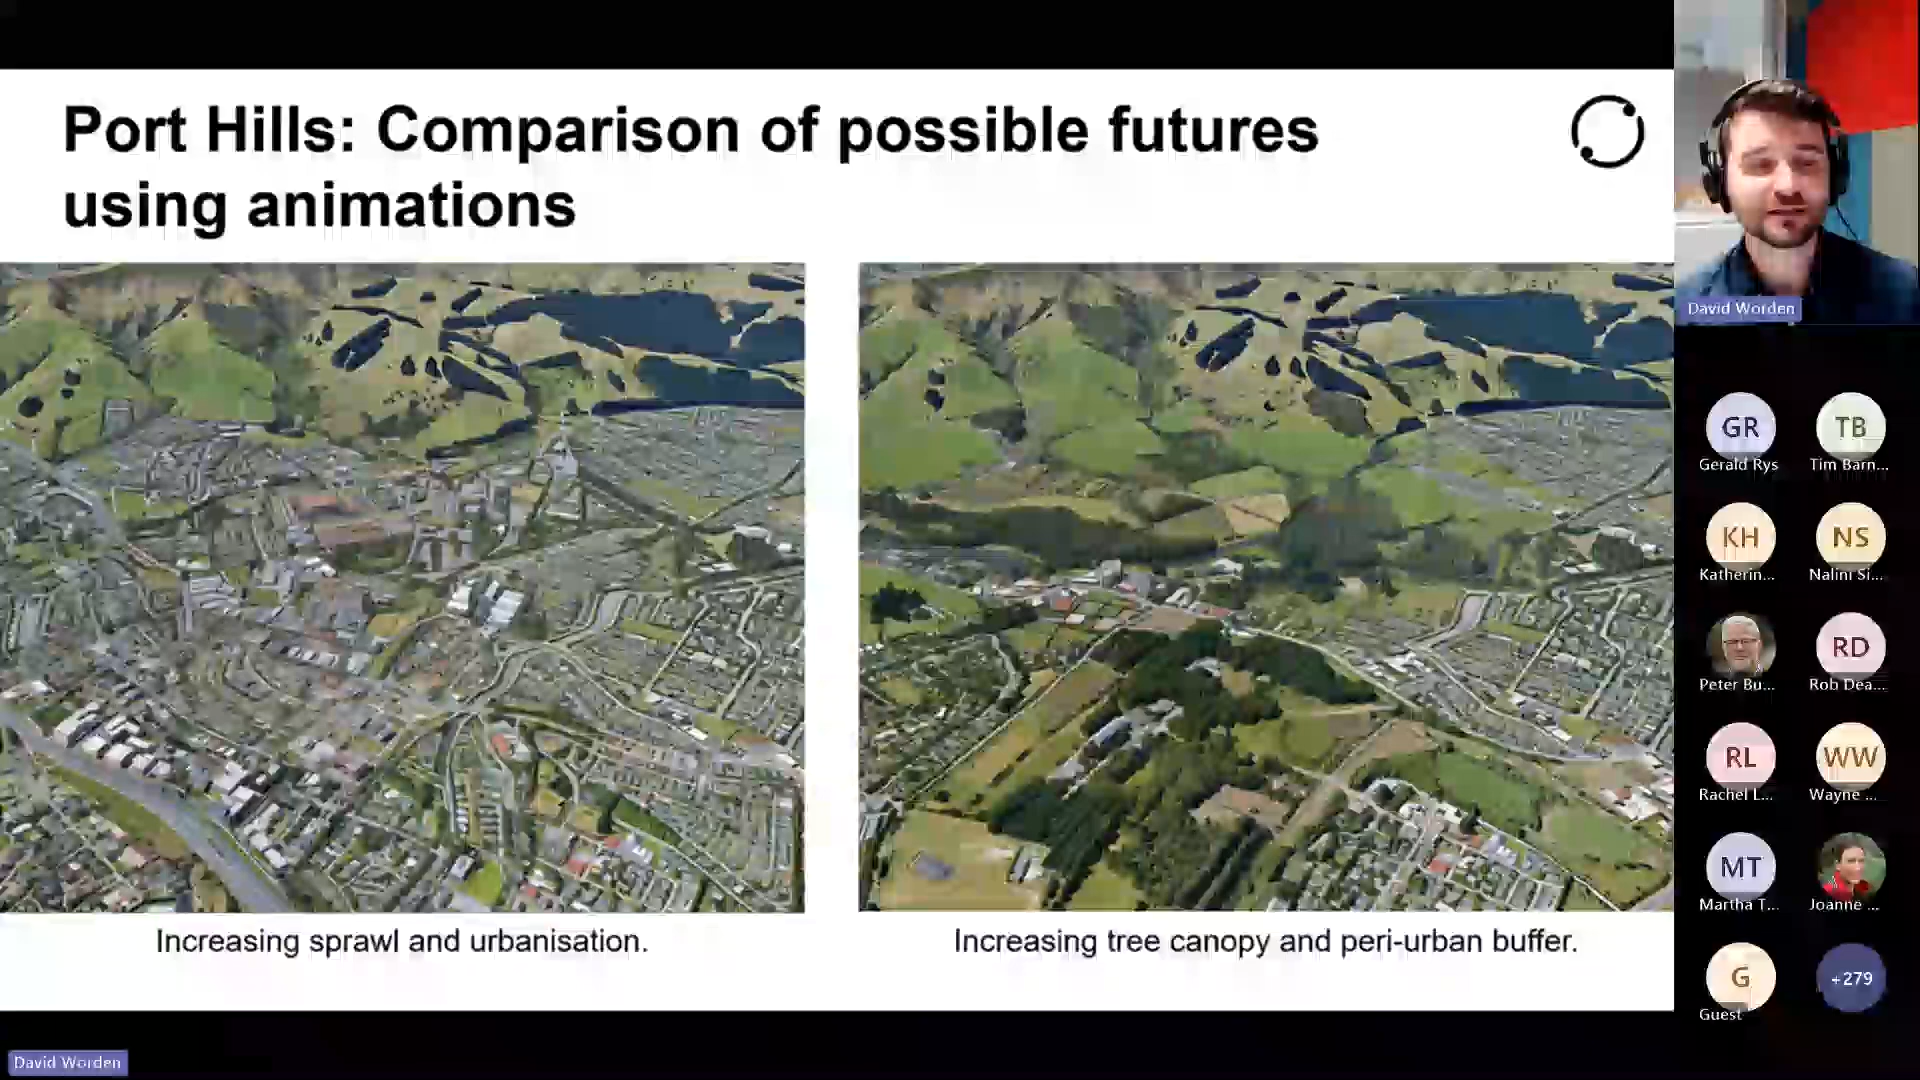 Port Hills: Comparison of possible futures
using animations
Increasing sprawl and urbanisation.
Increasing tree canopy and peri-urban buffer.
David Worden
David Worden
GR
Gerald Rys
TB
Tim Barn...
KH
Katherin...
NS
Nalini Si...
Peter Bu...
RD
Rob Dea...
RL
Rachel L...
WW
Wayne ...
MT
Martha T...
Joanne ...
G
Guest
+279